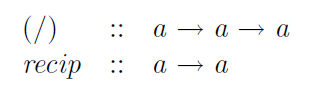 (/) :: a → a → a
recip :: a → a